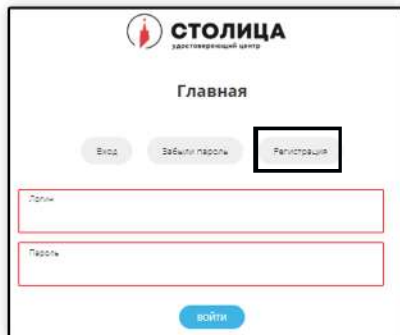 СТОЛИЦА
удостоверяющий центр
Главная
Вход Забыли пароль Регистрация
Логин
Пароль
ВОЙТИ